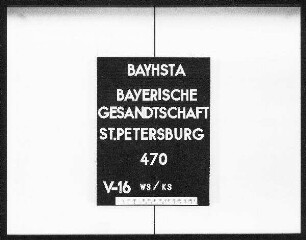 BAYHSTA
BAYERISCHE
GESANDTSCHAFT
ST.PETERSBURG
470
V-16 WS/KS